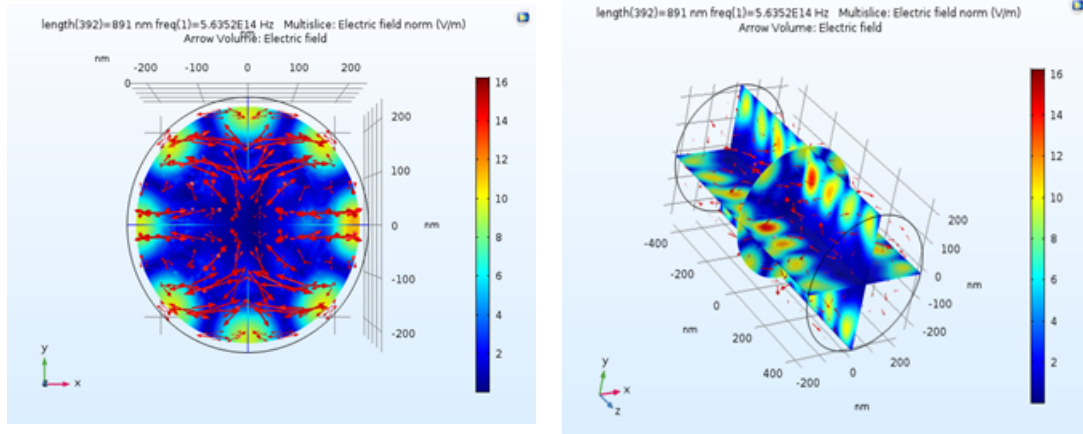 length(392)=891 nm freq(1)=5.6352E14 Hz Multislice: Electric field norm (V/m)
Arrow Volume: Electric field
nm
nm
-200 -100 0 100 200
0
200
100
0
nm
-100
-200
16
14
12
10
8
6
4
2
y
z
x
length(392)=891 nm freq(1)=5.6352E14 Hz Multislice: Electric field norm (V/m)
Arrow Volume: Electric field
-400
-200
0
nm
200
400
-200
0
200
nm
200
100
0
nm
-100
-200
16
14
12
10
8
6
4
2
y
x
z